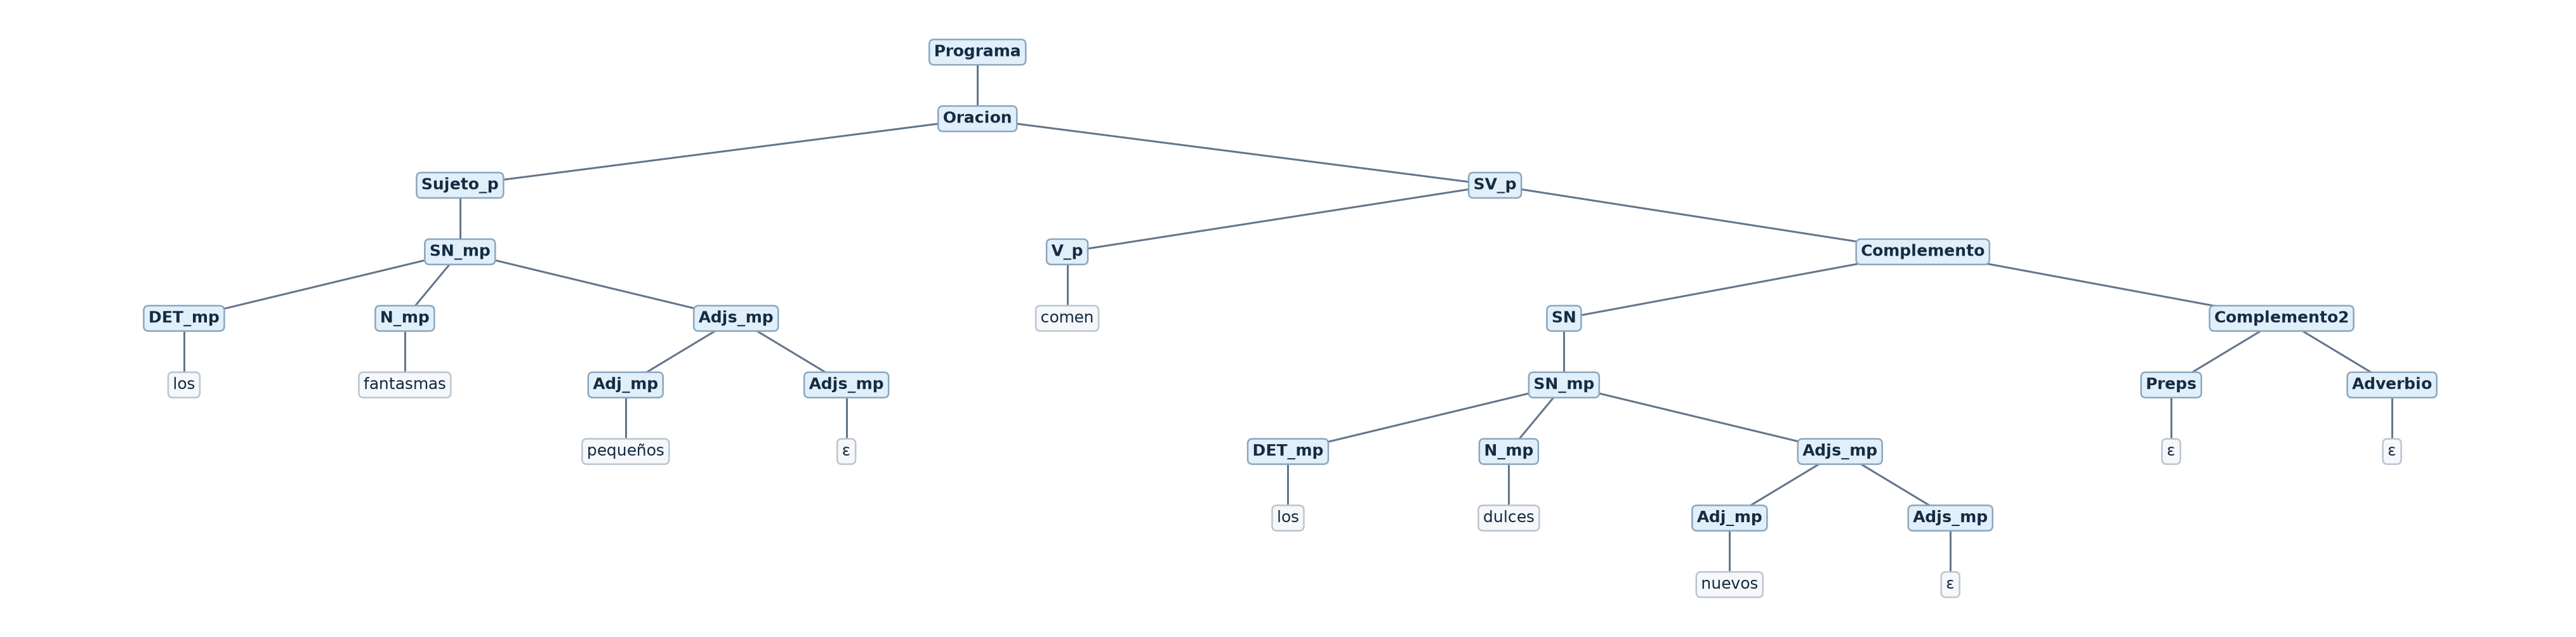 Programa
Oracion
Sujeto_p SV_p
SN_mp V_p Complemento
DET_mp N_mp Adjs_mp comen SN Complemento2
los fantasmas Adj_mp Adjs_mp SN_mp Preps Adverbio
pequeños ε DET_mp N_mp Adjs_mp ε ε
los dulces Adj_mp Adjs_mp
nuevos ε